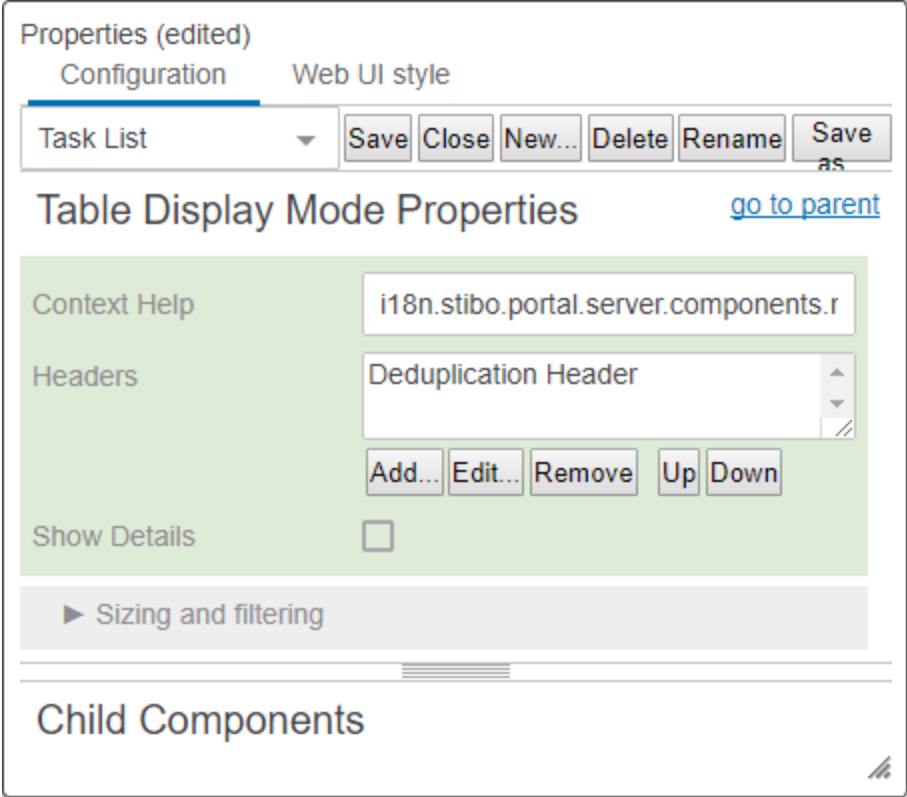 Properties (edited)
Configuration Web UI style
Task List Save Close New... Delete Rename Save as
Table Display Mode Properties go to parent
Context Help i18n.stibo.portal.server.components.r
Headers Deduplication Header
Add... Edit... Remove Up Down
Show Details
Sizing and filtering
Child Components